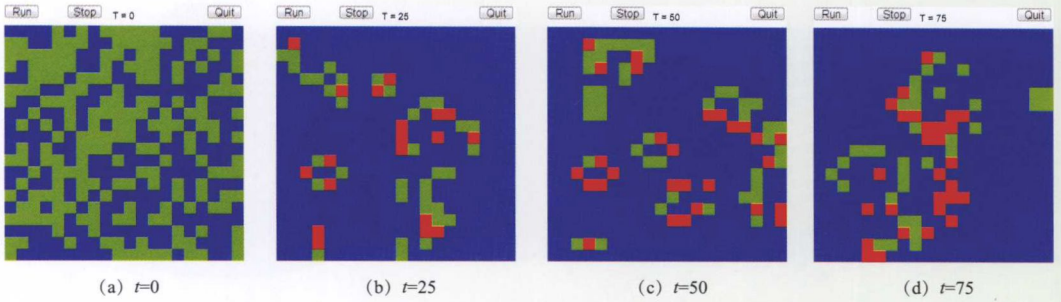 Run Stop T = 0 Quit
Run Stop T = 25 Quit
Run Stop T = 50 Quit
Run Stop T = 75 Quit
(a) t=0
(b) t=25
(c) t=50
(d) t=75